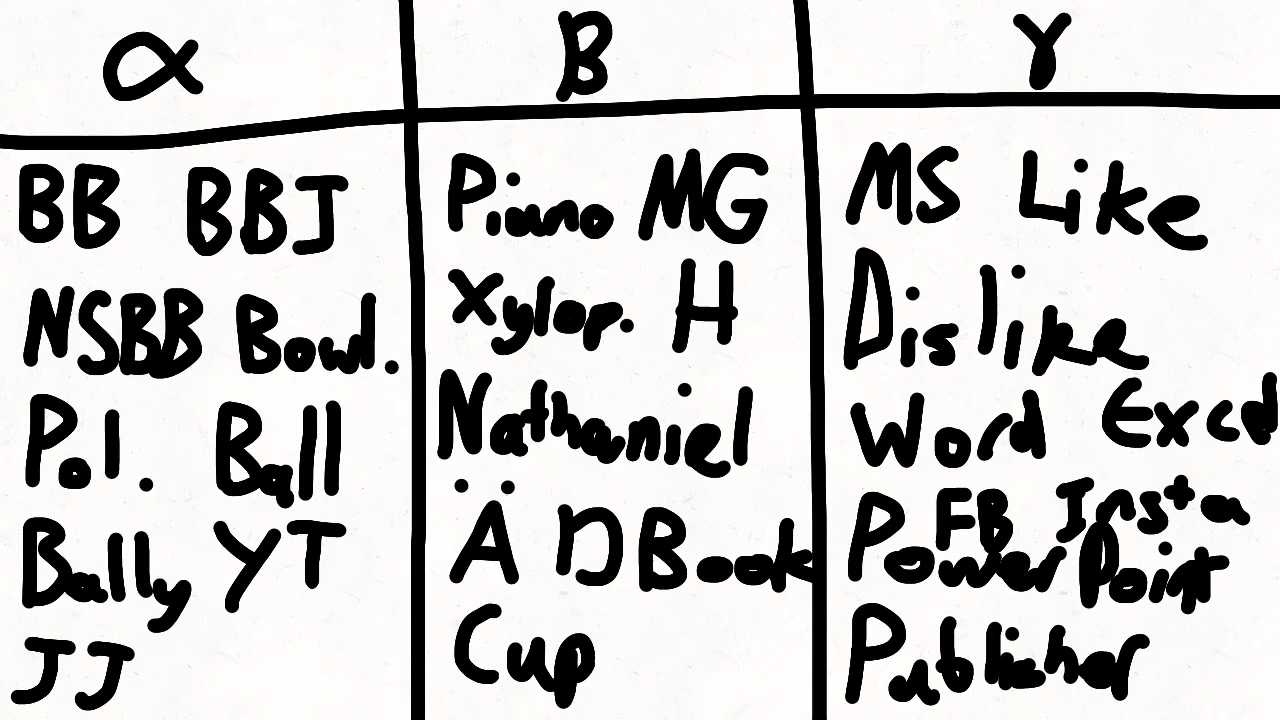 α B γ
BB BBJ Piano MG MS Like
NSBB Bowl. Xylop. H Dislike
Pol. Ball Nathaniel Word Excel
Bally YT Ä DBook FB Insta
PowerPoint
JJ Cup Publisher